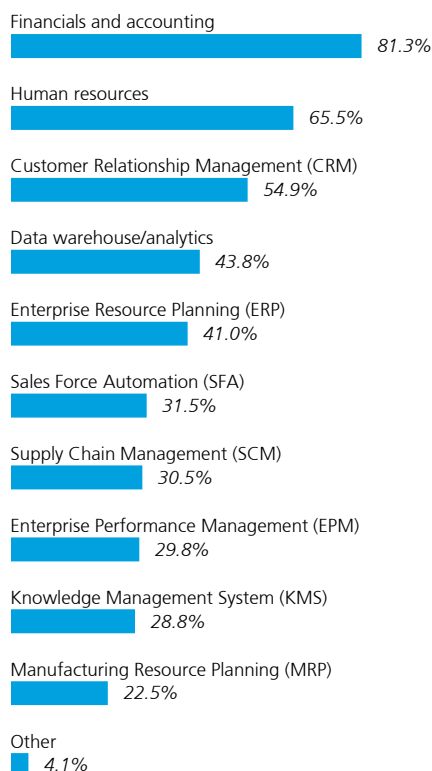 Financials and accounting
81.3%
Human resources
65.5%
Customer Relationship Management (CRM)
54.9%
Data warehouse/analytics
43.8%
Enterprise Resource Planning (ERP)
41.0%
Sales Force Automation (SFA)
31.5%
Supply Chain Management (SCM)
30.5%
Enterprise Performance Management (EPM)
29.8%
Knowledge Management System (KMS)
28.8%
Manufacturing Resource Planning (MRP)
22.5%
Other
4.1%